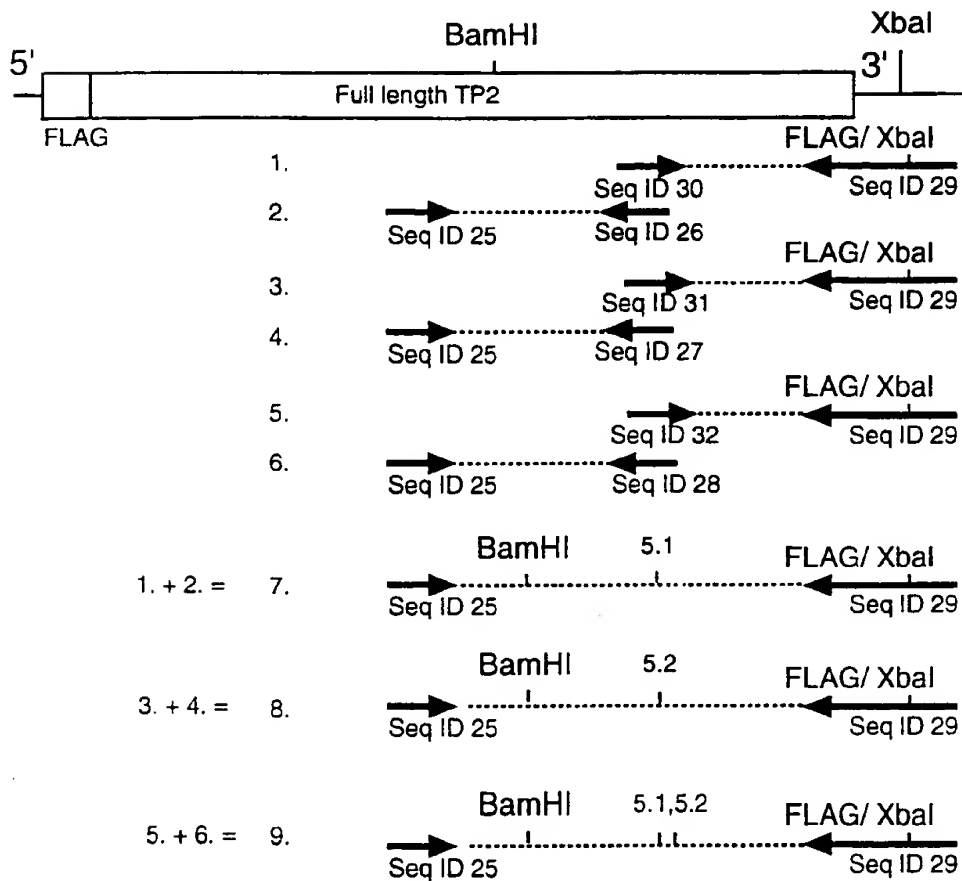 XbaI
BamHI
5'
3'
Full length TP2
FLAG
FLAG/ XbaI
1.
Seq ID 30
Seq ID 29
2.
Seq ID 25
Seq ID 26
FLAG/ XbaI
3.
Seq ID 31
Seq ID 29
4.
Seq ID 25
Seq ID 27
FLAG/ XbaI
5.
Seq ID 32
Seq ID 29
6.
Seq ID 25
Seq ID 28
BamHI 5.1 FLAG/ XbaI
1. + 2. = 7.
Seq ID 25 Seq ID 29
BamHI 5.2 FLAG/ XbaI
3. + 4. = 8.
Seq ID 25 Seq ID 29
BamHI 5.1,5.2 FLAG/ XbaI
5. + 6. = 9.
Seq ID 25 Seq ID 29